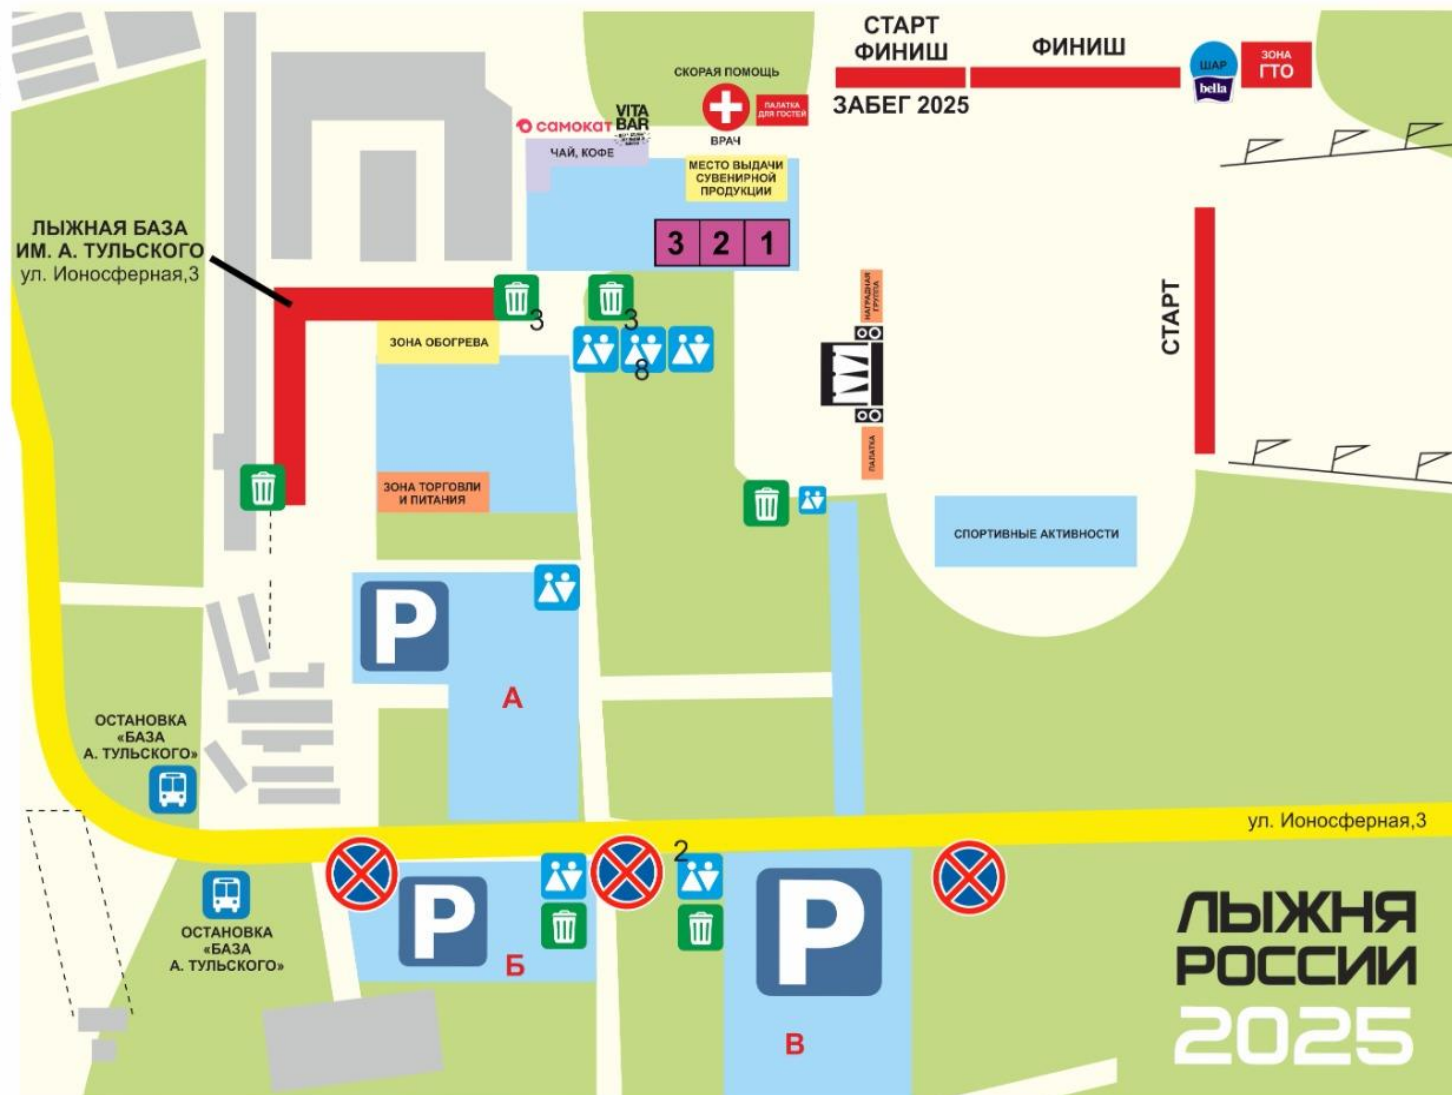 СТАРТ
ФИНИШ
ФИНИШ
ЗАБЕГ 2025
ШАР
bella
ЗОНА
ГТО
СКОРАЯ ПОМОЩЬ
ПАЛАТКА
ДЛЯ ГОСТЕЙ
ВРАЧ
самокат
VITA
BAR
ЧАЙ, КОФЕ
МЕСТО ВЫДАЧИ
СУВЕНИРНОЙ
ПРОДУКЦИИ
3 2 1
ЛЫЖНАЯ БАЗА
ИМ. А. ТУЛЬСКОГО
ул. Ионосферная,3
3
3
8
ЗОНА ОБОГРЕВА
НАГРАДНАЯ
ГРУППА
СТАРТ
ПАЛАТКА
ЗОНА ТОРГОВЛИ
И ПИТАНИЯ
СПОРТИВНЫЕ АКТИВНОСТИ
P
А
ОСТАНОВКА
«БАЗА
А. ТУЛЬСКОГО»
ул. Ионосферная,3
2
P
Б
P
В
ОСТАНОВКА
«БАЗА
А. ТУЛЬСКОГО»
ЛЫЖНЯ
РОССИИ
2025